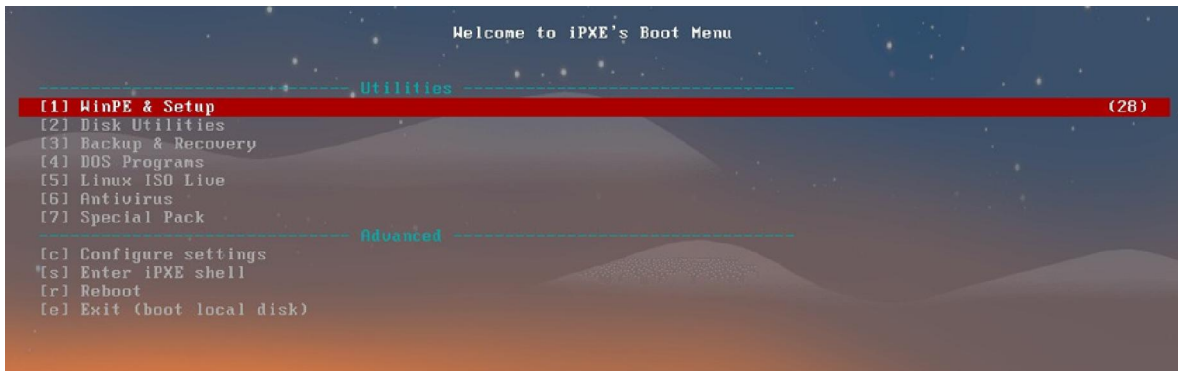 Welcome to iPXE's Boot Menu
------------------------------ Utilities --------------------------------
[1] WinPE & Setup (28)
[2] Disk Utilities
[3] Backup & Recovery
[4] DOS Programs
[5] Linux ISO Live
[6] Antivirus
[7] Special Pack
------------------------------ Advanced ---------------------------------
[c] Configure settings
[s] Enter iPXE shell
[r] Reboot
[e] Exit (boot local disk)